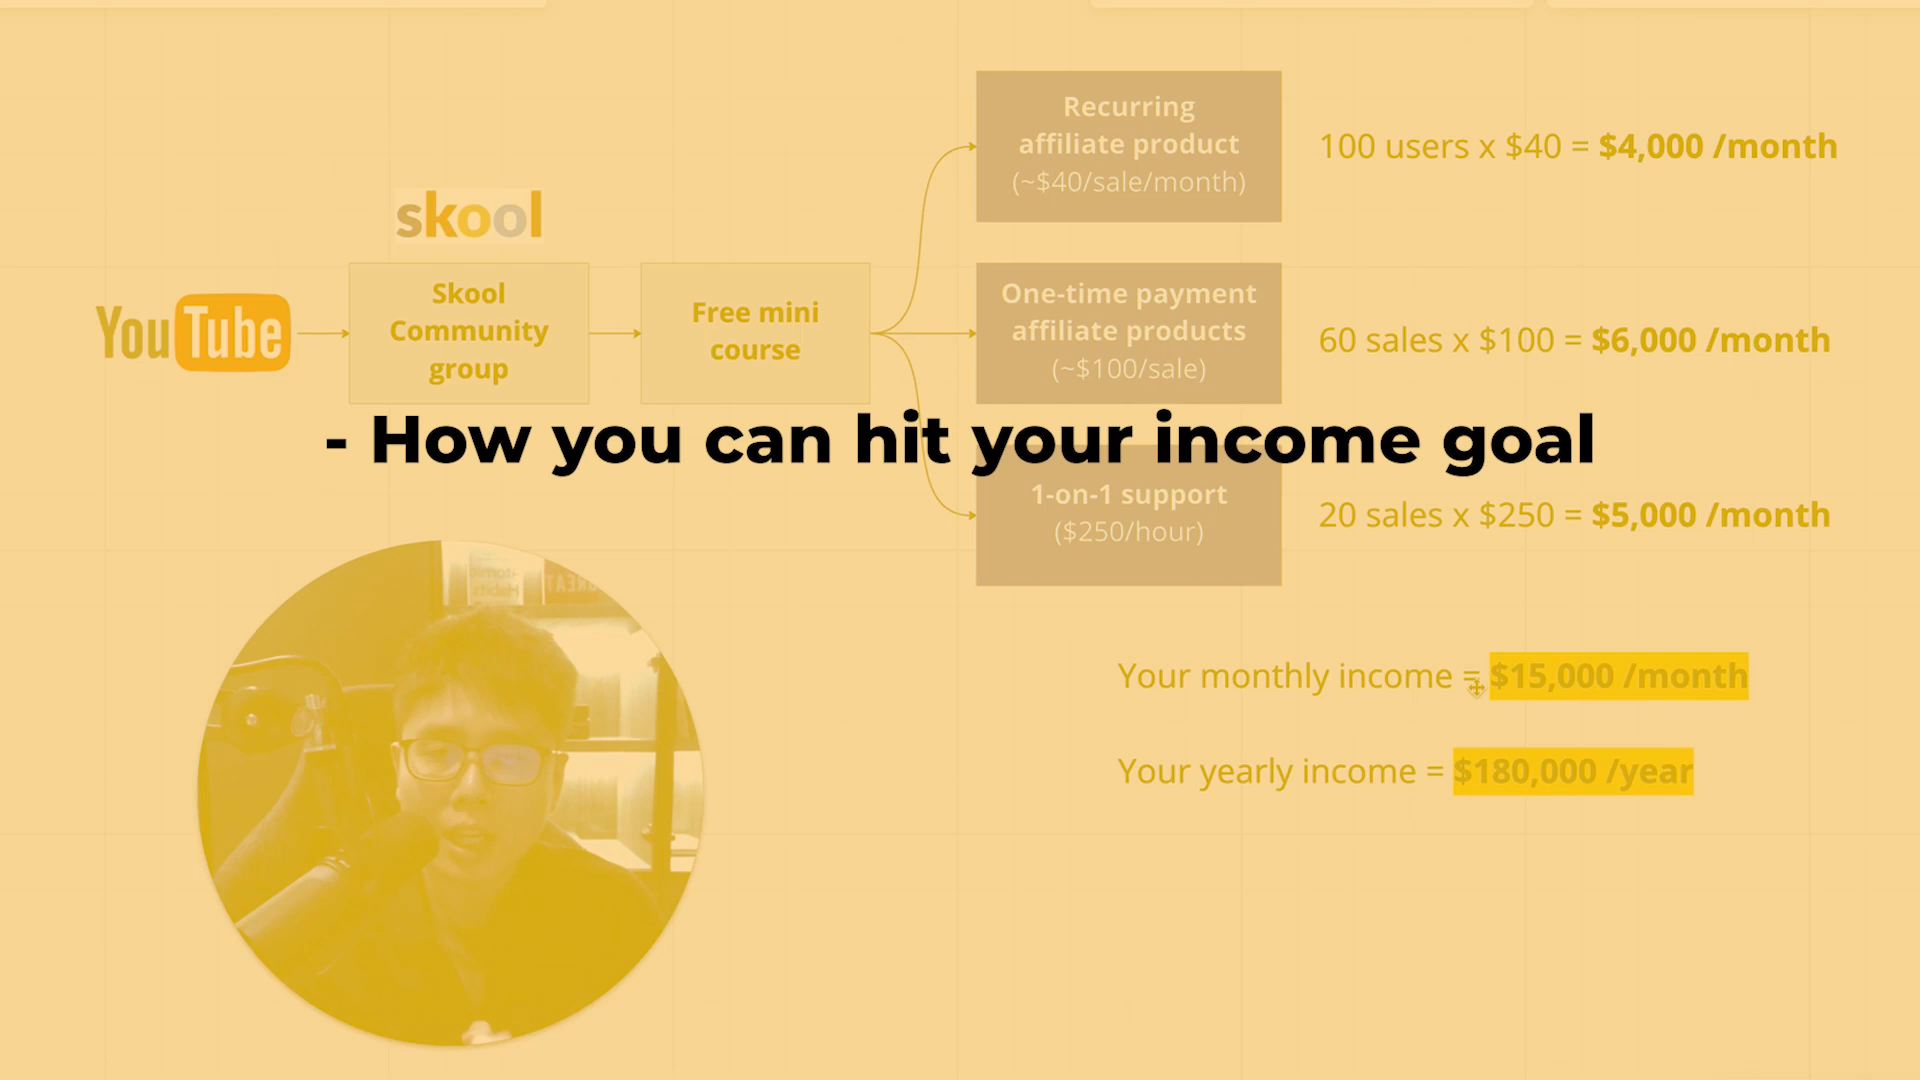 Recurring
affiliate product
(~$40/sale/month)
100 users x $40 = $4,000 /month
skool
YouTube
Skool
Community
group
Free mini
course
One-time payment
affiliate products
(~$100/sale)
60 sales x $100 = $6,000 /month
- How you can hit your income goal
1-on-1 support
($250/hour)
20 sales x $250 = $5,000 /month
Your monthly income = $15,000 /month
Your yearly income = $180,000 /year